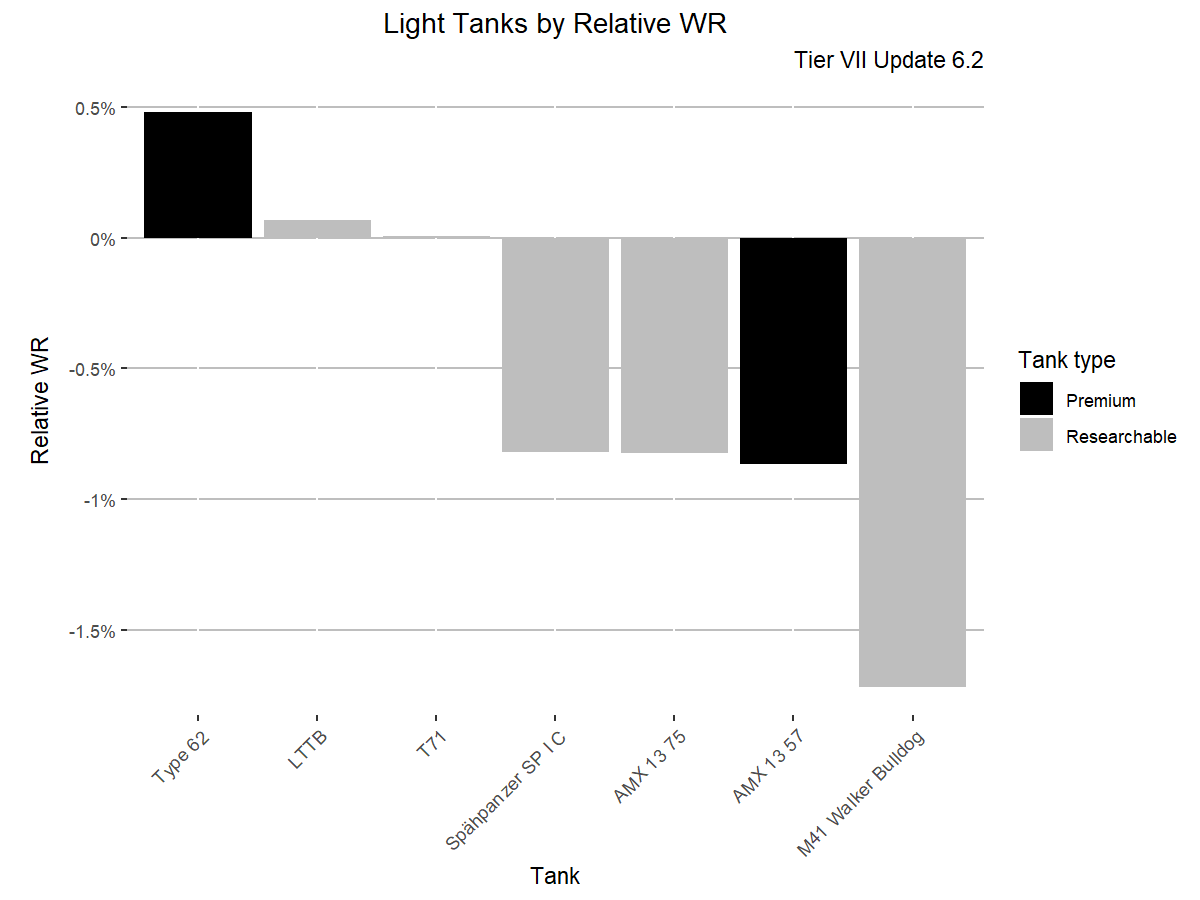 Light Tanks by Relative WR
Tier VII Update 6.2
0.5%
0%
-0.5%
-1%
-1.5%
Relative WR
Type 62
LTTB
T71
Spähpanzer SP I C
AMX 13 75
AMX 13 57
M41 Walker Bulldog
Tank
Tank type
Premium
Researchable